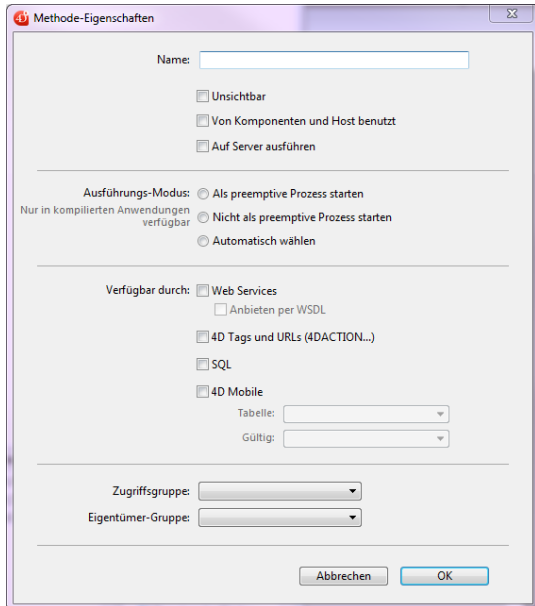 4D Methode-Eigenschaften
Name:
Unsichtbar
Von Komponenten und Host benutzt
Auf Server ausführen
Ausführungs-Modus: Als preemptive Prozess starten
Nur in kompilierten Anwendungen
verfügbar
Nicht als preemptive Prozess starten
Automatisch wählen
Verfügbar durch: Web Services
Anbieten per WSDL
4D Tags und URLs (4DACTION...)
SQL
4D Mobile
Tabelle:
Gültig:
Zugriffsgruppe:
Eigentümer-Gruppe:
Abbrechen OK